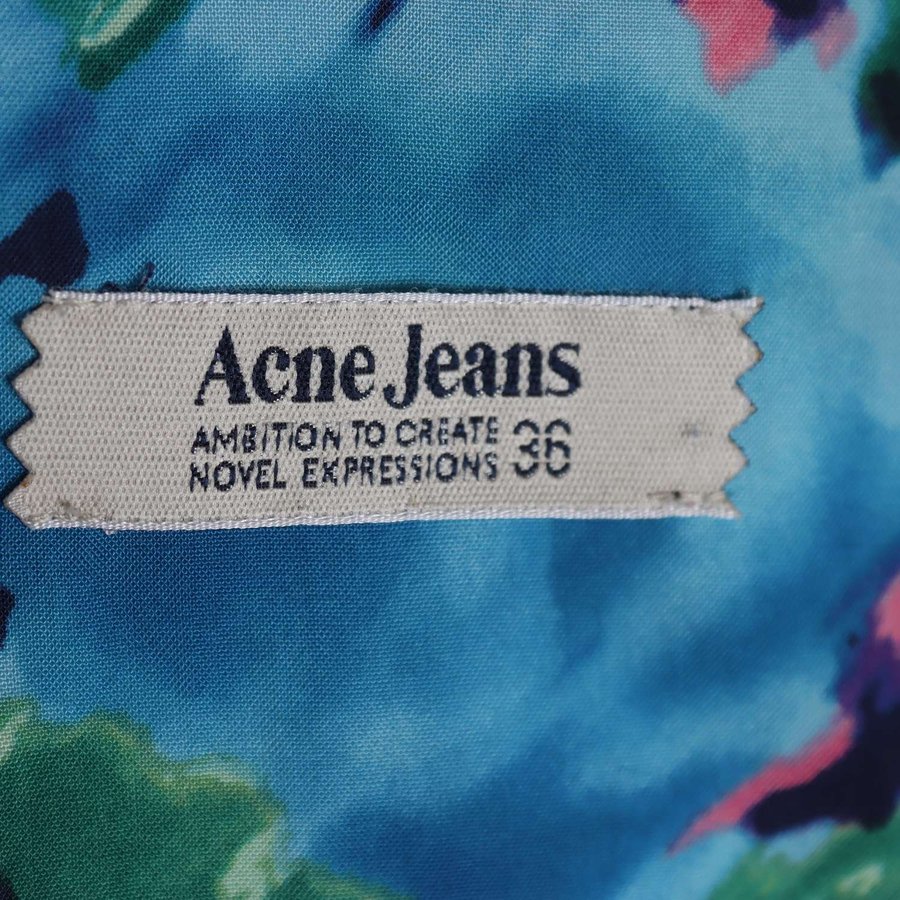 Acne Jeans
AMBITION TO CREATE
NOVEL EXPRESSIONS 36